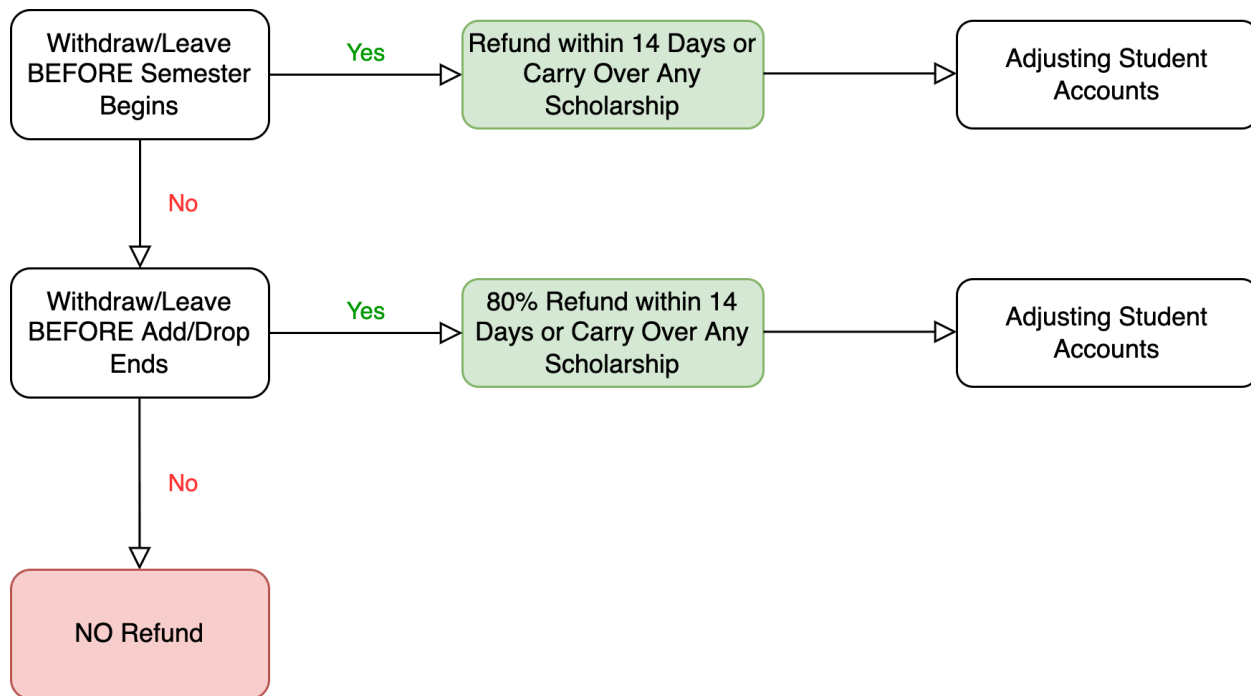 Withdraw/Leave
BEFORE Semester
Begins
Yes
Refund within 14 Days or
Carry Over Any
Scholarship
Adjusting Student
Accounts
No
Withdraw/Leave
BEFORE Add/Drop
Ends
Yes
80% Refund within 14
Days or Carry Over Any
Scholarship
Adjusting Student
Accounts
No
NO Refund